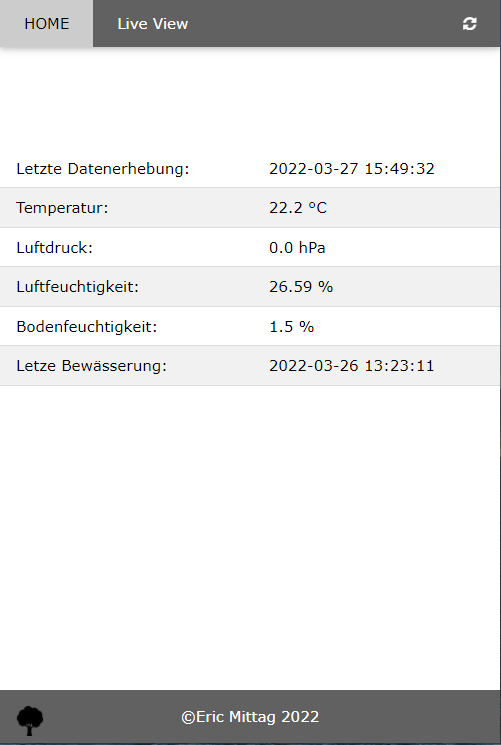 HOME Live View
Letzte Datenerhebung: 2022-03-27 15:49:32
Temperatur: 22.2 °C
Luftdruck: 0.0 hPa
Luftfeuchtigkeit: 26.59 %
Bodenfeuchtigkeit: 1.5 %
Letze Bewässerung: 2022-03-26 13:23:11
©Eric Mittag 2022